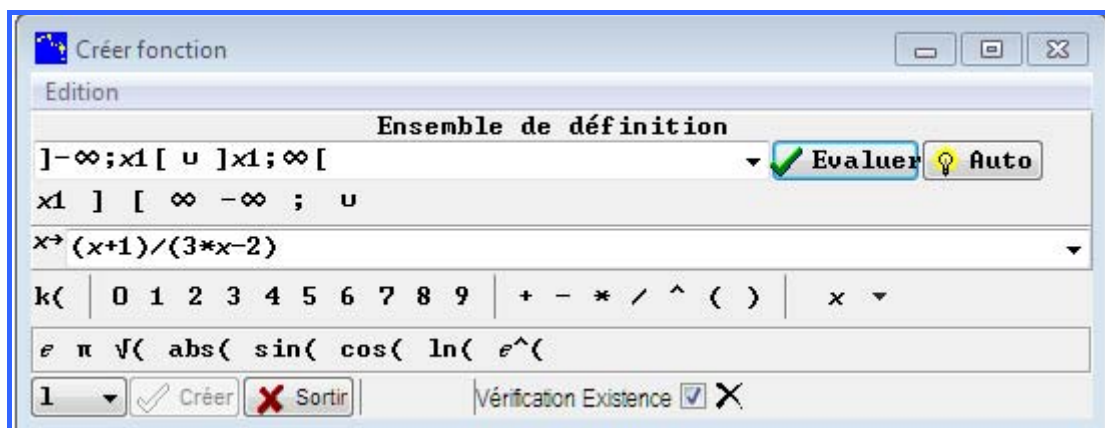 Créer fonction
Edition
Ensemble de définition
]-∞;x1[ ∪ ]x1;∞[ Evaluer Auto
x1 ] [ ∞ -∞ ; ∪
x→ (x+1)/(3*x-2)
k( 0 1 2 3 4 5 6 7 8 9 + - * / ^ ( ) x
e π √( abs( sin( cos( ln( e^(
l Créer Sortir Vérification Existence